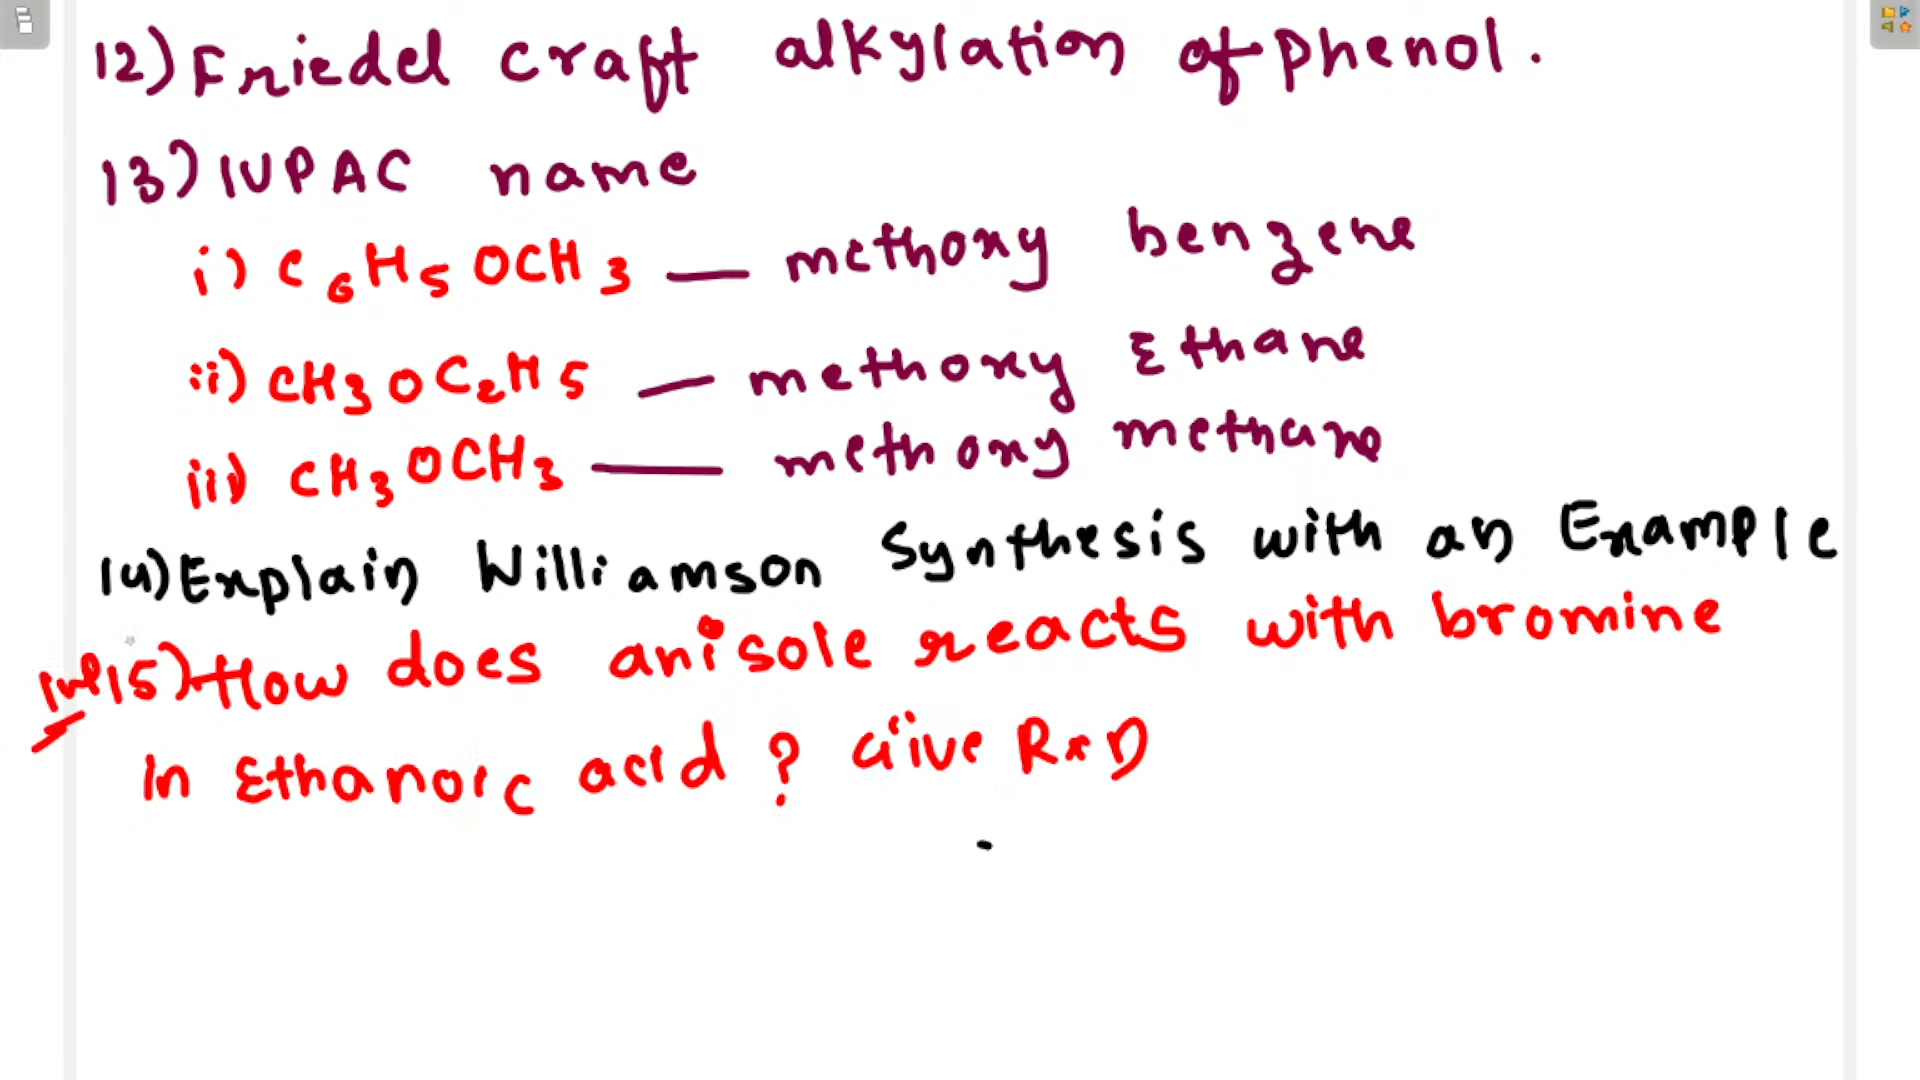 12) Friedel craft alkylation of phenol.
13) IUPAC name
i) C6H5OCH3 — methoxy benzene
ii) CH3OC2H5 — methoxy Ethane
iii) CH3OCH3 — methoxy methane
14) Explain Williamson Synthesis with an Example
Imp 15) How does anisole reacts with bromine
in Ethanoic acid ? Give RxN